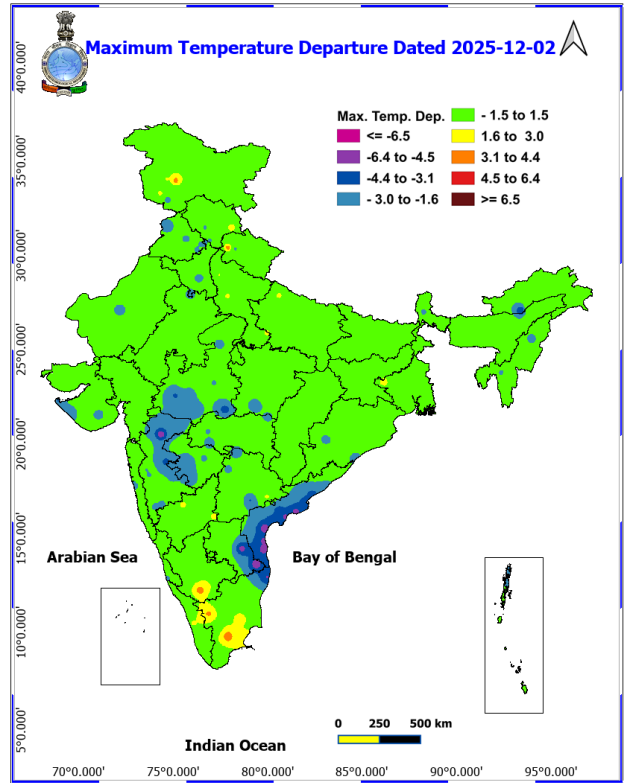 Maximum Temperature Departure Dated 2025-12-02
40°0.000'
Max. Temp. Dep.
<= -6.5
-6.4 to -4.5
-4.4 to -3.1
- 3.0 to -1.6
- 1.5 to 1.5
1.6 to 3.0
3.1 to 4.4
4.5 to 6.4
>= 6.5
35°0.000'
30°0.000'
25°0.000'
20°0.000'
15°0.000'
10°0.000'
5°0.000'
Arabian Sea
Bay of Bengal
Indian Ocean
0 250 500 km
70°0.000' 75°0.000' 80°0.000' 85°0.000' 90°0.000' 95°0.000'